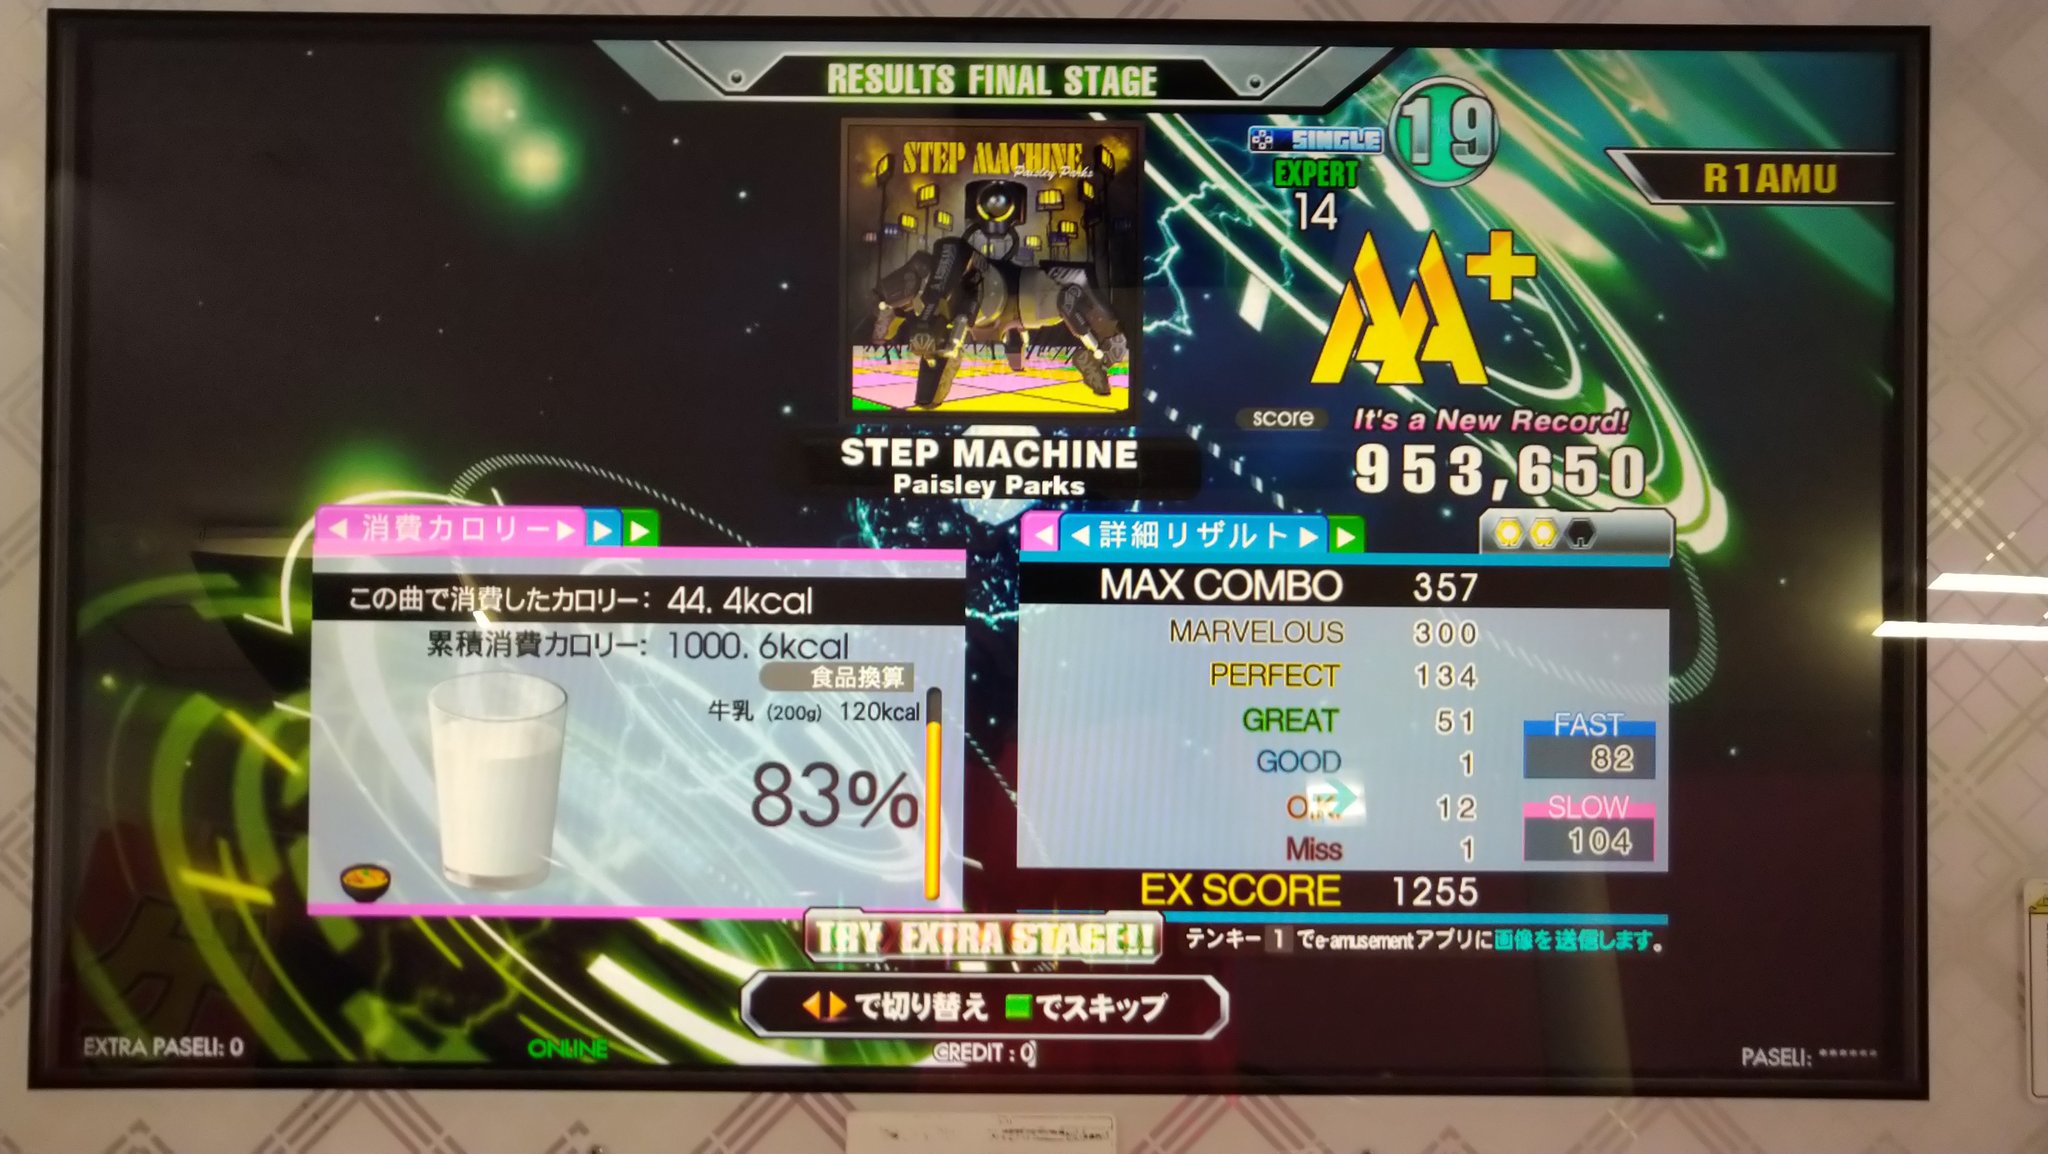 RESULTS FINAL STAGE
SINGLE
19
EXPERT
14
R1AMU
STEP MACHINE
Paisley Parks
AA+
score
It's a New Record!
953,650
STEP MACHINE
Paisley Parks
消費カロリー
この曲で消費したカロリー: 44.4kcal
累積消費カロリー: 1000.6kcal
食品換算
牛乳 (200g) 120kcal
83%
詳細リザルト
MAX COMBO 357
MARVELOUS 300
PERFECT 134
GREAT 51
GOOD 1
O.K. 12
Miss 1
FAST
82
SLOW
104
EX SCORE 1255
TRY EXTRA STAGE!!
テンキー 1 でe-amusementアプリに画像を送信します。
で切り替え でスキップ
EXTRA PASELI: 0
ONLINE
CREDIT : 0
PASELI: ******